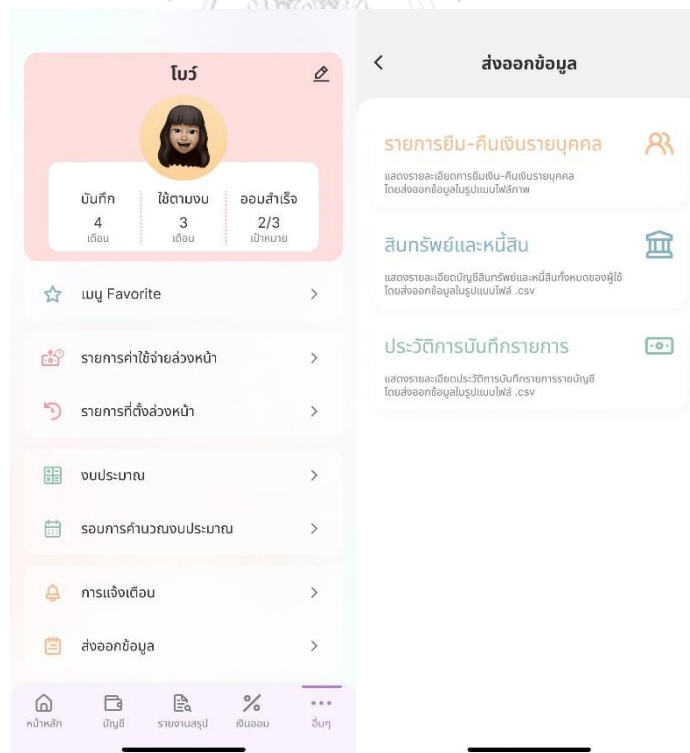 โบว์
บันทึก
ใช้ตามงบ
ออมสำเร็จ
4
3
2/3
เดือน
เดือน
เป้าหมาย
เมนู Favorite
รายการค่าใช้จ่ายล่วงหน้า
รายการที่ตั้งล่วงหน้า
งบประมาณ
รอบการคำนวณงบประมาณ
การแจ้งเตือน
ส่งออกข้อมูล
หน้าหลัก
บัญชี
รายงานสรุป
เงินออม
อื่นๆ
ส่งออกข้อมูล
รายการยืม-คืนเงินรายบุคคล
แสดงรายละเอียดการยืมเงิน-คืนเงินรายบุคคล
โดยส่งออกข้อมูลในรูปแบบไฟล์ภาพ
สินทรัพย์และหนี้สิน
แสดงรายละเอียดบัญชีสินทรัพย์และหนี้สินทั้งหมดของผู้ใช้
โดยส่งออกข้อมูลในรูปแบบไฟล์ .csv
ประวัติการบันทึกรายการ
แสดงรายละเอียดประวัติการบันทึกรายการรายบัญชี
โดยส่งออกข้อมูลในรูปแบบไฟล์ .csv